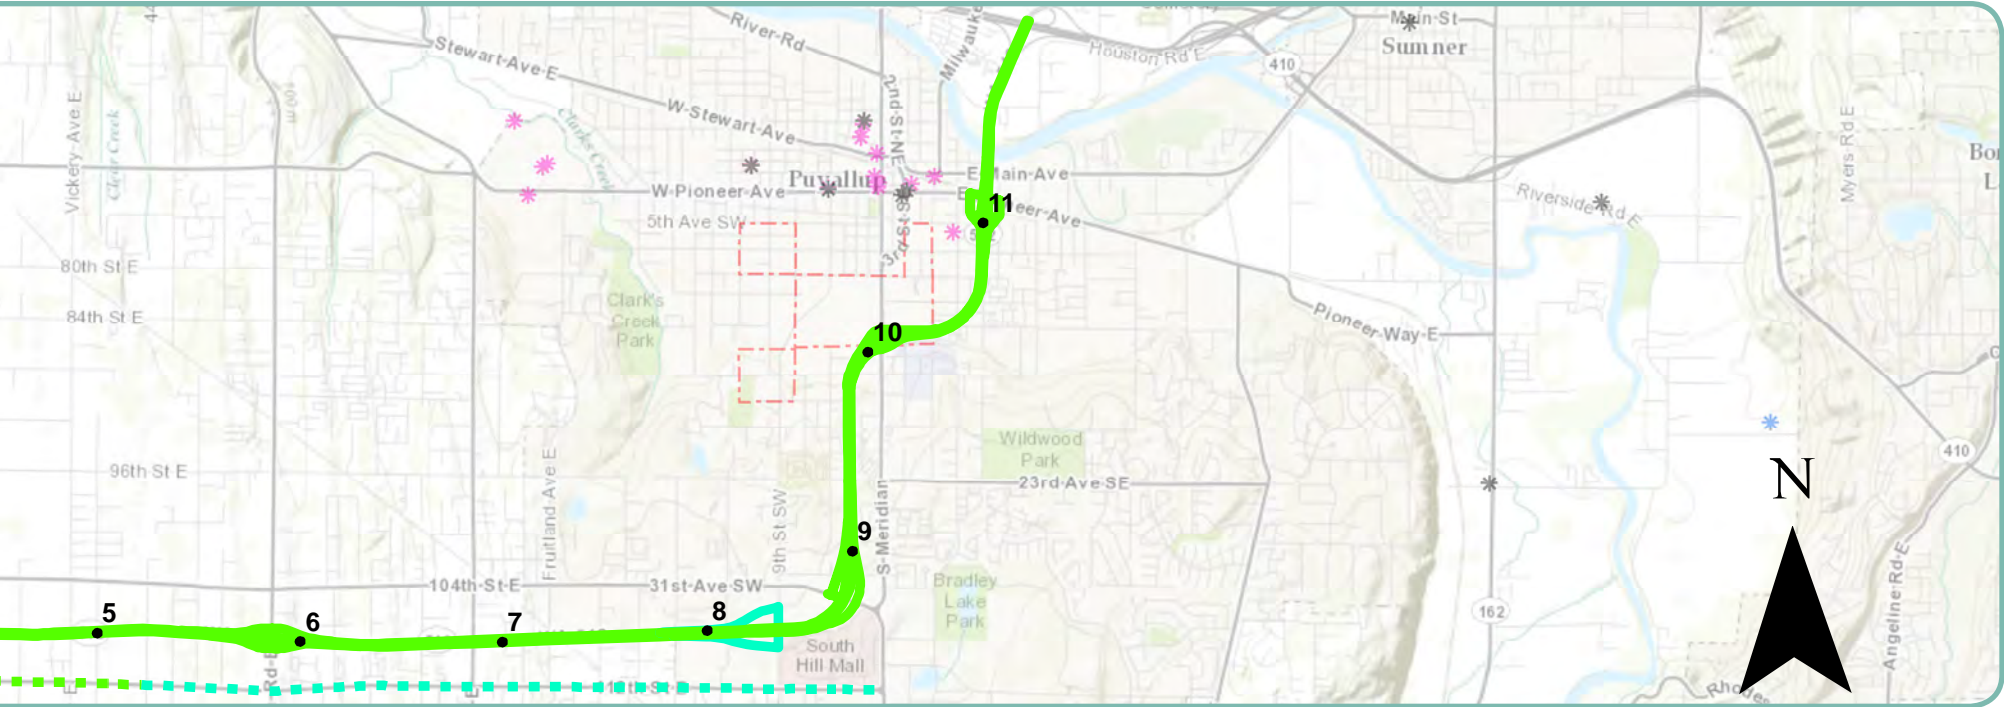 River-Rd
Main-St
Sumner
Houston Rd E
410
Stewart-Ave-E
W-Stewart-Ave
2nd-St-NE
Vickery-Ave E
Clear Creek
Clarks Creek
Myers Rd E
Puyallup
E-Main-Ave
W-Pioneer-Ave
11
5th Ave SW
3rd-St-S
Riverside-Rd E
80th St E
84th St E
Clark's
Creek
Park
10
Pioneer-Way-E
Wildwood
Park
96th St E
23rd-Ave-SE
410
N
Fruitland Ave E
9th St SW
S-Meridian
9
104th-St-E
31st-Ave SW
Bradley
Lake
Park
162
Angeline-Rd-E
5
6
7
8
South
Hill Mall
Rhodes